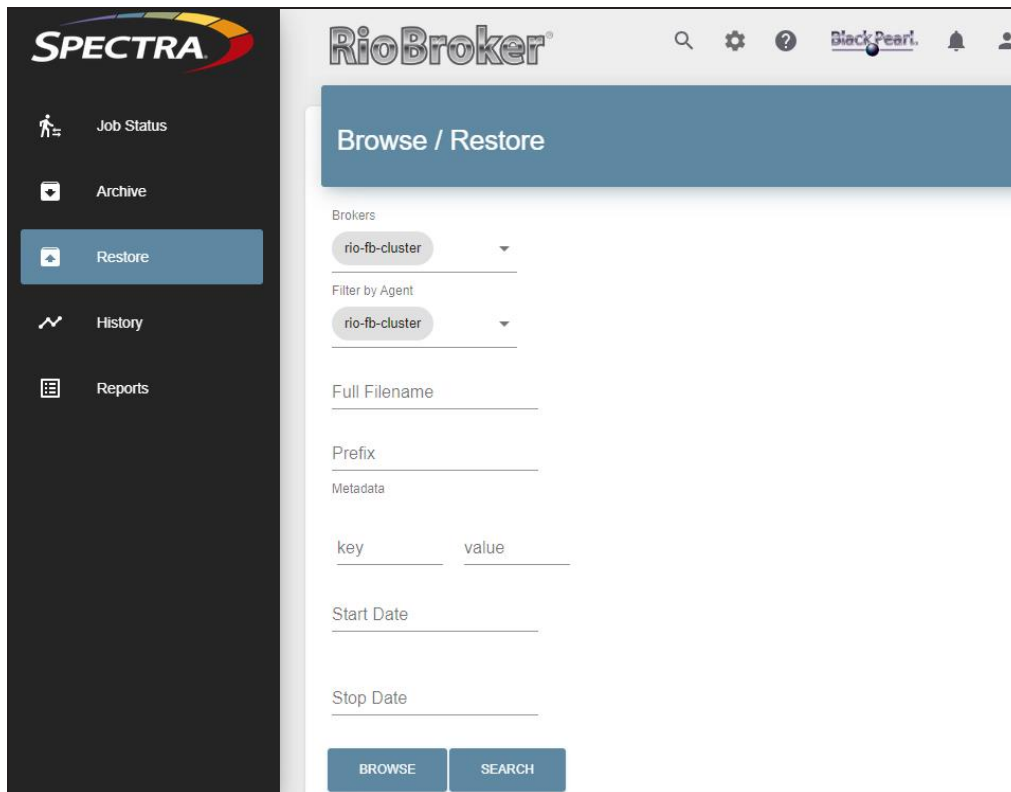 SPECTRA
RioBroker®
BlackPearl.
Job Status
Archive
Restore
History
Reports
Browse / Restore
Brokers
rio-fb-cluster
Filter by Agent
rio-fb-cluster
Full Filename
Prefix
Metadata
key value
Start Date
Stop Date
BROWSE SEARCH